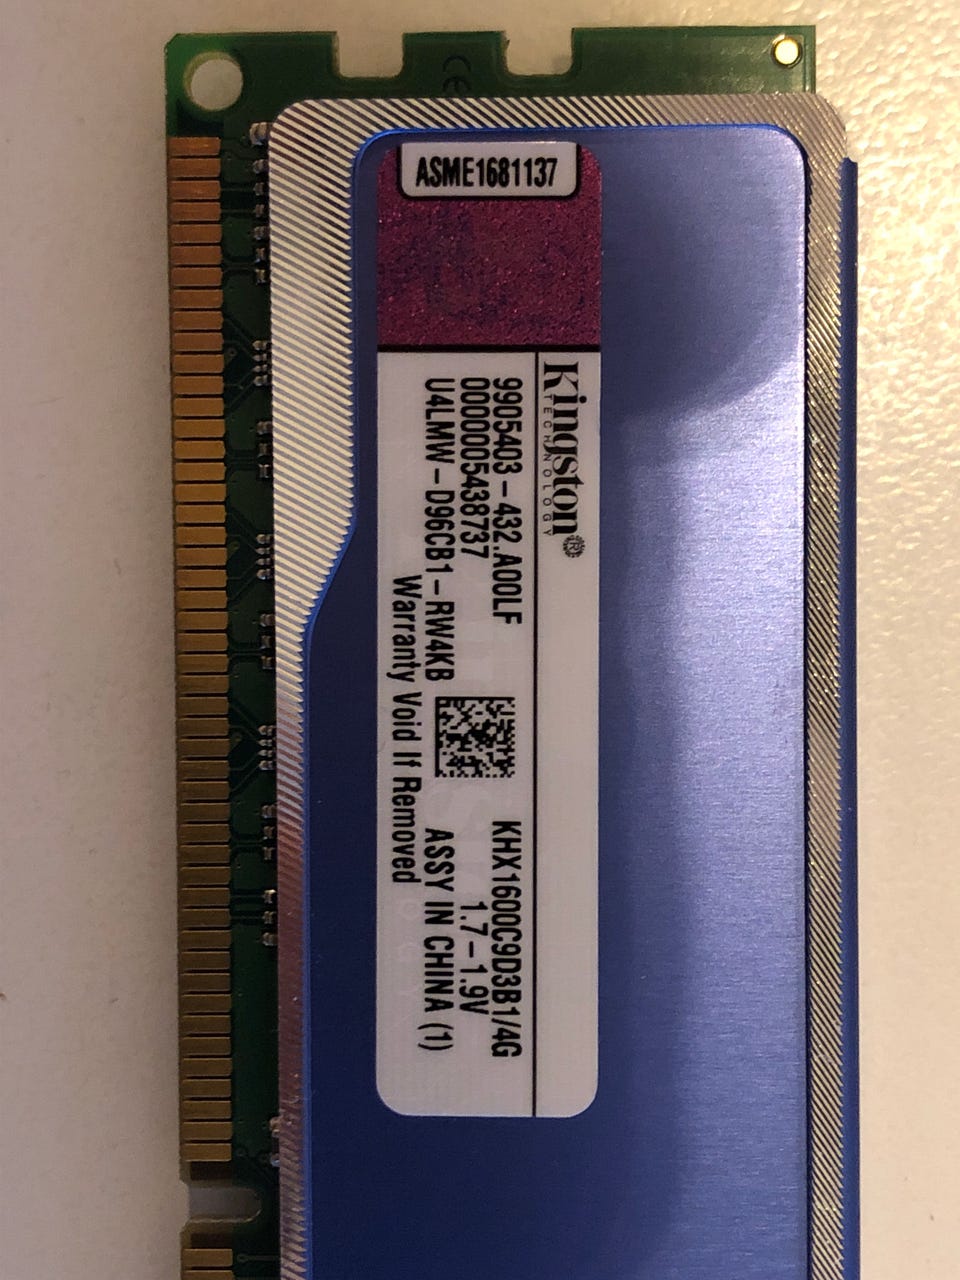 CE
ASME1681137
Kingston®
TECHNOLOGY
9905403-432.A00LF
0000005438737
U4LMW-D96CB1-RW4KB
Warranty Void If Removed
KHX1600C9D3B1/4G
1.7-1.9V
ASSY IN CHINA (1)